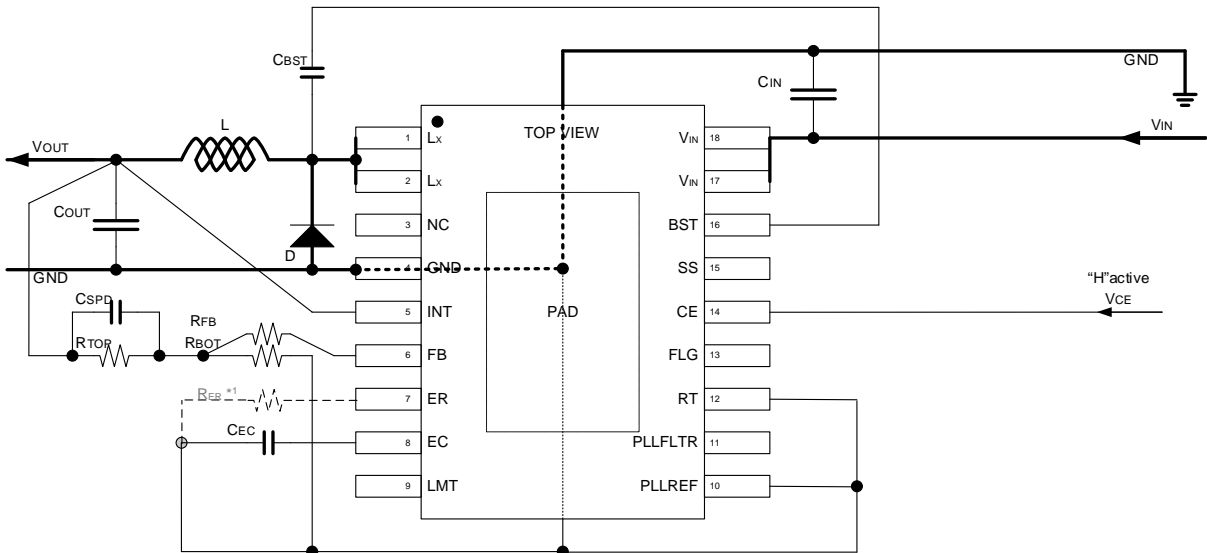 CBST
GND
CIN
L
TOP VIEW
VOUT
VIN
1 LX
VIN 18
2 LX
VIN 17
COUT
3 NC
BST 16
D
GND
4 GND
SS 15
"H"active
CSPD
VCE
5 INT
PAD
CE 14
RFB
RTOP
RBOT
6 FB
FLG 13
RER *1
7 ER
RT 12
CEC
8 EC
PLLFLTR 11
9 LMT
PLLREF 10